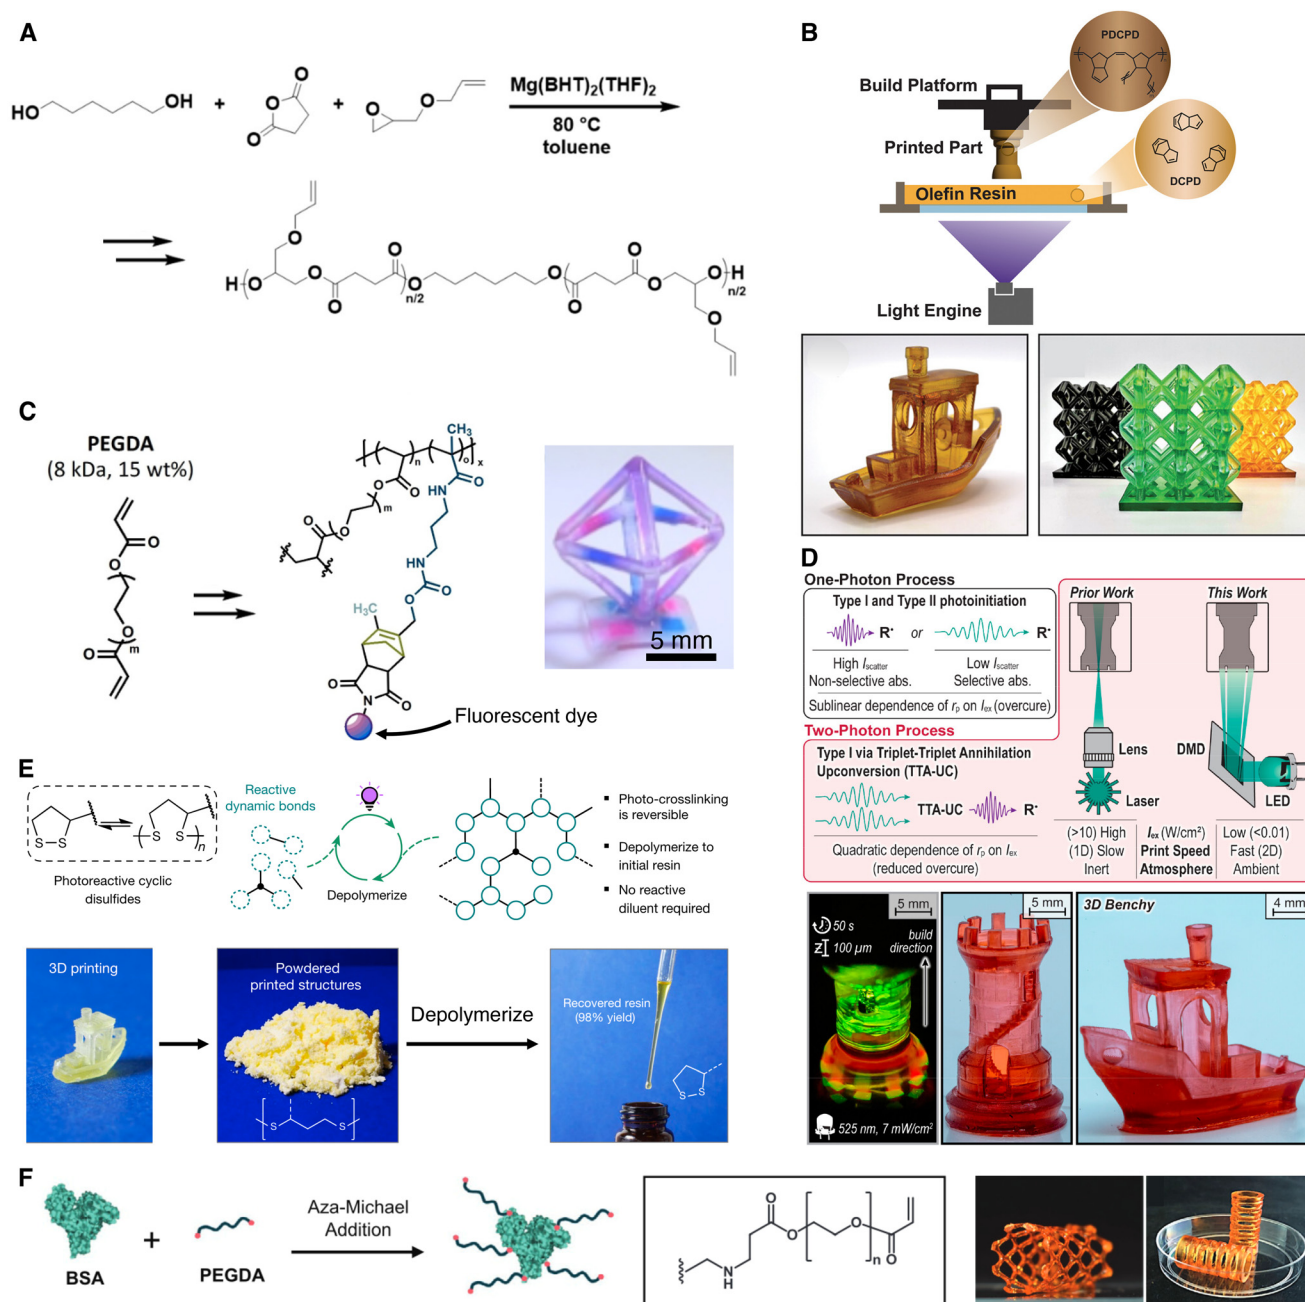 A
HO
OH
+
O
O
O
+
O
O
Mg(BHT)₂(THF)₂
80 °C
toluene
H
O
O
O
O
O
n/2
O
O
O
O
O
O
O
H
n/2
B
Build Platform
PDCPD
Printed Part
DCPD
Olefin Resin
Light Engine
C
PEGDA
(8 kDa, 15 wt%)
O
O
O
m
O
O
n
CH₃
o
x
O
O
O
m
O
HN
O
HN
O
O
H₃C
O
O
N
Fluorescent dye
5 mm
D
One-Photon Process
Type I and Type II photoinitiation
R• or R•
High Iscatter
Non-selective abs.
Low Iscatter
Selective abs.
Sublinear dependence of rp on Iex (overcure)
Two-Photon Process
Type I via Triplet-Triplet Annihilation
Upconversion (TTA-UC)
TTA-UC R•
Quadratic dependence of rp on Iex
(reduced overcure)
Prior Work
This Work
Lens
Laser
DMD
LED
(>10) High Iex (W/cm²) Low (<0.01)
(1D) Slow Print Speed Fast (2D)
Inert Atmosphere Ambient
50 s
Z 100 µm
5 mm
build
direction
525 nm, 7 mW/cm²
5 mm
3D Benchy
4 mm
E
S–S
S
S
n
Photoreactive cyclic
disulfides
Reactive
dynamic bonds
Depolymerize
▪ Photo-crosslinking
is reversible
▪ Depolymerize to
initial resin
▪ No reactive
diluent required
3D printing
Powdered
printed structures
S
S
Depolymerize
Recovered resin
(98% yield)
S–S
F
BSA
+
PEGDA
Aza-Michael
Addition
N
H
O
O
O
n
O
O